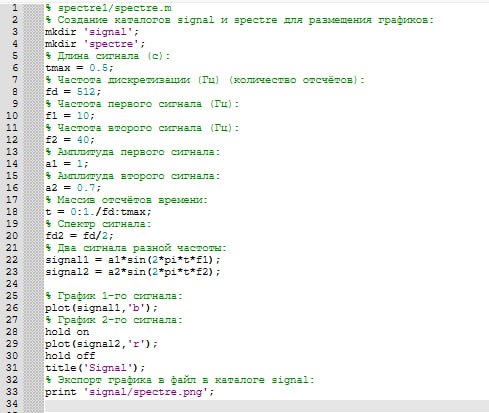 1 % spectre1/spectre.m
2 % Создание каталогов signal и spectre для размещения графиков:
3 mkdir 'signal';
4 mkdir 'spectre';
5 % Длина сигнала (с):
6 tmax = 0.5;
7 % Частота дискретизации (Гц) (количество отсчётов):
8 fd = 512;
9 % Частота первого сигнала (Гц):
10 f1 = 10;
11 % Частота второго сигнала (Гц):
12 f2 = 40;
13 % Амплитуда первого сигнала:
14 a1 = 1;
15 % Амплитуда второго сигнала:
16 a2 = 0.7;
17 % Массив отсчётов времени:
18 t = 0:1./fd:tmax;
19 % Спектр сигнала:
20 fd2 = fd/2;
21 % Два сигнала разной частоты:
22 signal1 = a1*sin(2*pi*t*f1);
23 signal2 = a2*sin(2*pi*t*f2);
24
25 % График 1-го сигнала:
26 plot(signal1,'b');
27 % График 2-го сигнала:
28 hold on
29 plot(signal2,'r');
30 hold off
31 title('Signal');
32 % Экспорт графика в файл в каталоге signal:
33 print 'signal/spectre.png';
34